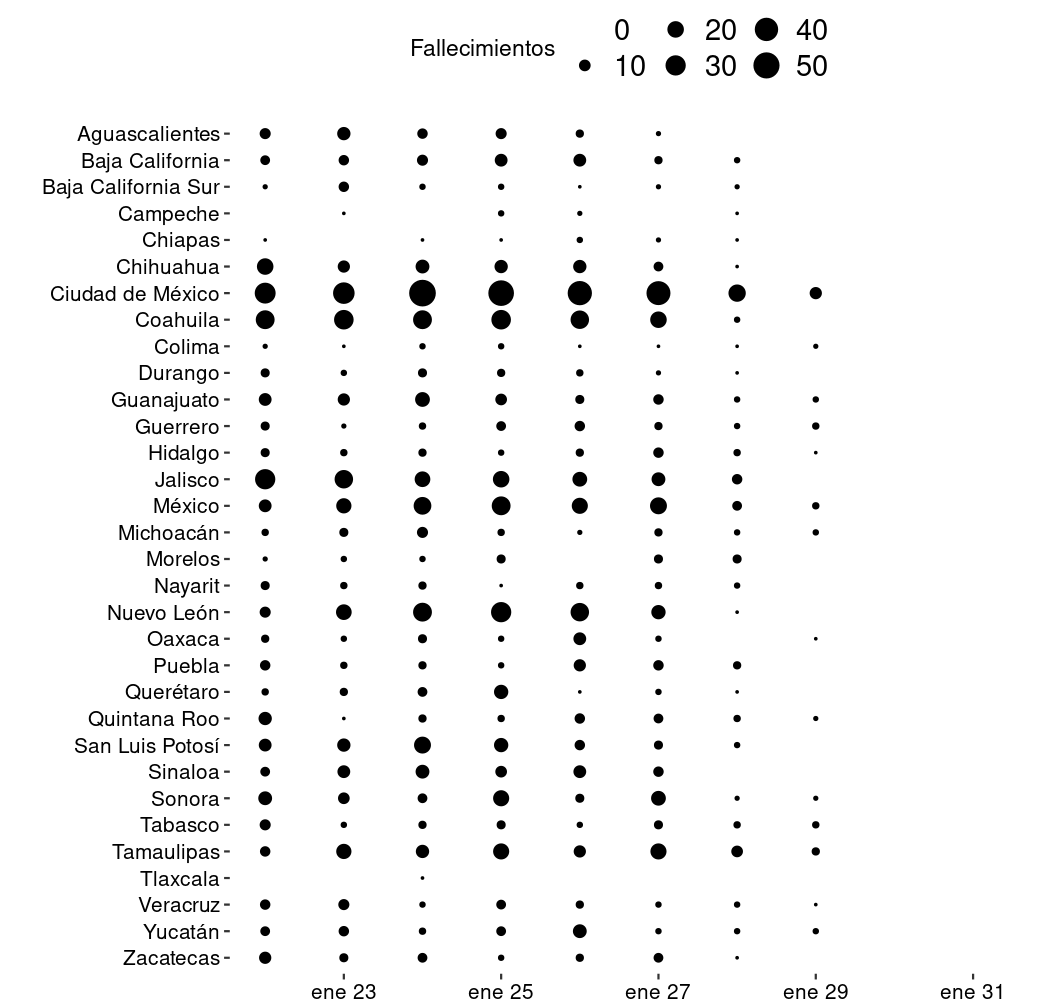 Fallecimientos
0 20 40
10 30 50
Aguascalientes
Baja California
Baja California Sur
Campeche
Chiapas
Chihuahua
Ciudad de México
Coahuila
Colima
Durango
Guanajuato
Guerrero
Hidalgo
Jalisco
México
Michoacán
Morelos
Nayarit
Nuevo León
Oaxaca
Puebla
Querétaro
Quintana Roo
San Luis Potosí
Sinaloa
Sonora
Tabasco
Tamaulipas
Tlaxcala
Veracruz
Yucatán
Zacatecas
ene 23 ene 25 ene 27 ene 29 ene 31